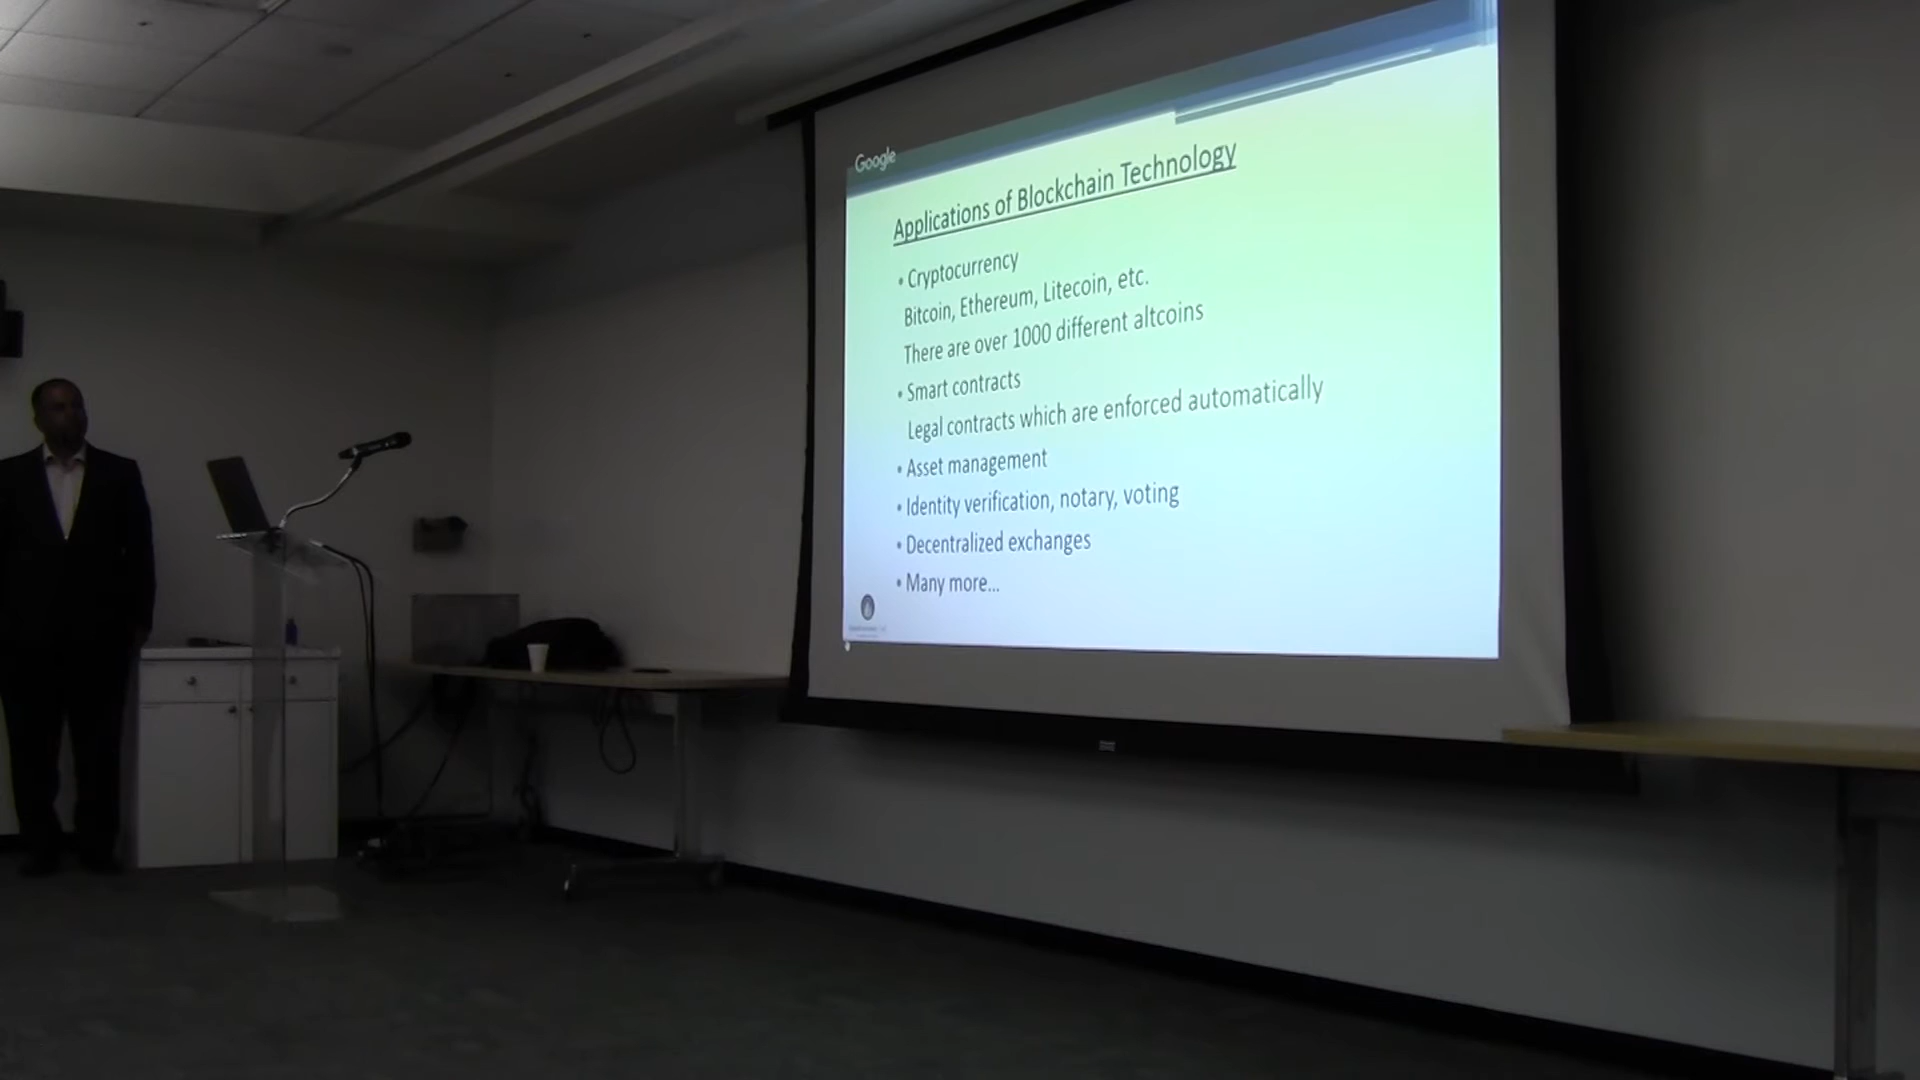 Google
Applications of Blockchain Technology
• Cryptocurrency
Bitcoin, Ethereum, Litecoin, etc.
There are over 1000 different altcoins
• Smart contracts
Legal contracts which are enforced automatically
• Asset management
• Identity verification, notary, voting
• Decentralized exchanges
• Many more...